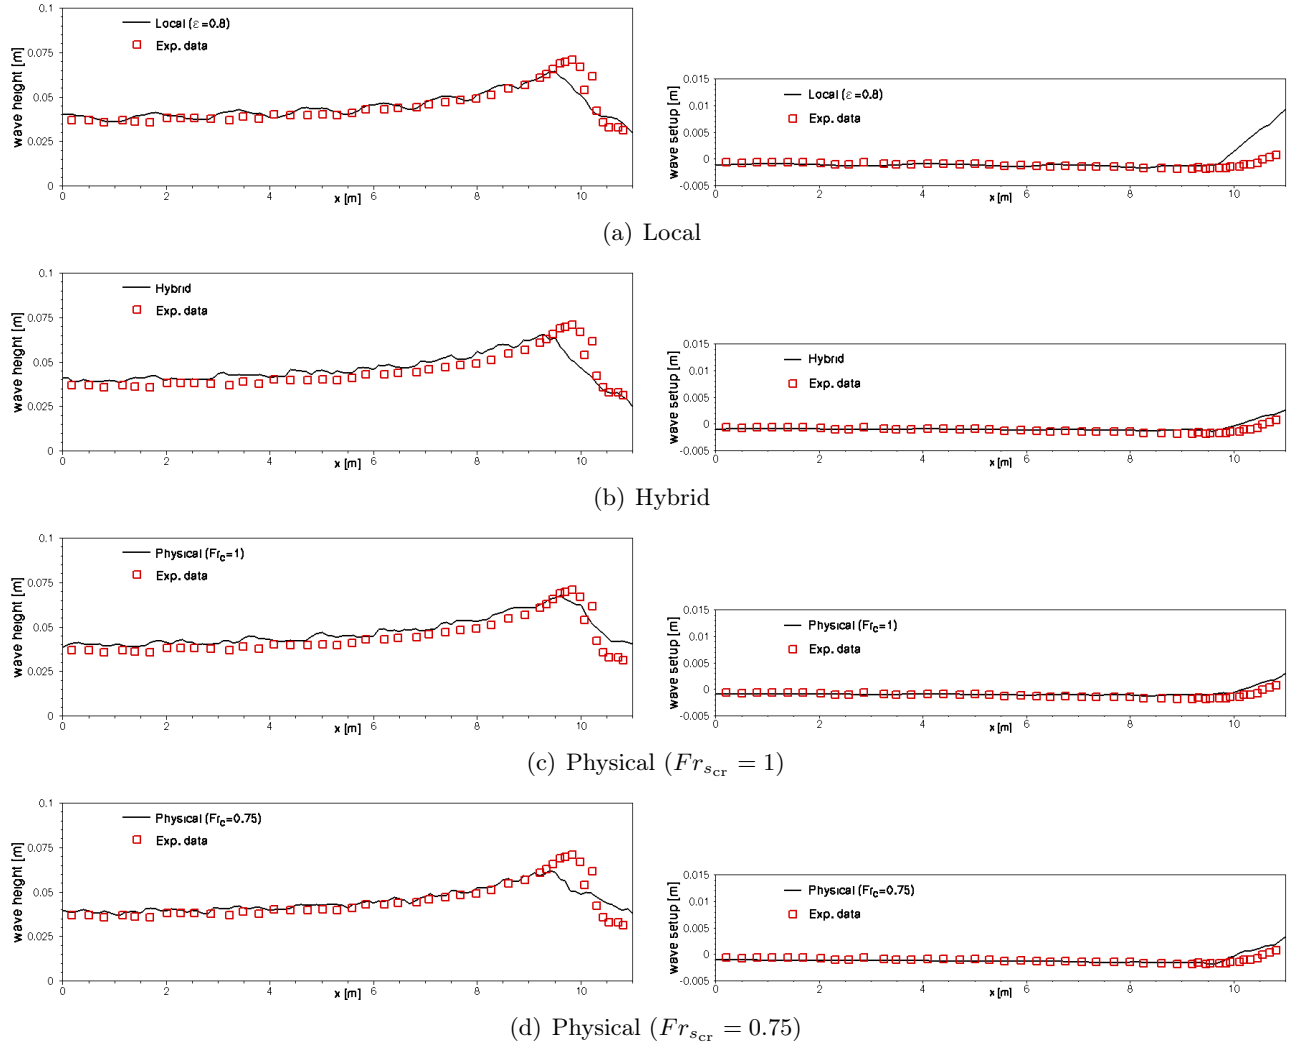 0.1
0.075
0.05
0.025
0
wave height [m]
Local (ε=0.8)
Exp. data
0 2 4 6 8 10
x [m]
0.015
0.01
0.005
0
-0.005
wave setup [m]
Local (ε=0.8)
Exp. data
0 2 4 6 8 10
x [m]
(a) Local
0.1
0.075
0.05
0.025
0
wave height [m]
Hybrid
Exp. data
0 2 4 6 8 10
x [m]
0.015
0.01
0.005
0
-0.005
wave setup [m]
Hybrid
Exp. data
0 2 4 6 8 10
x [m]
(b) Hybrid
0.1
0.075
0.05
0.025
0
wave height [m]
Physical (Frc=1)
Exp. data
0 2 4 6 8 10
x [m]
0.015
0.01
0.005
0
-0.005
wave setup [m]
Physical (Frc=1)
Exp. data
0 2 4 6 8 10
x [m]
(c) Physical (Frscr = 1)
0.1
0.075
0.05
0.025
0
wave height [m]
Physical (Frc=0.75)
Exp. data
0 2 4 6 8 10
x [m]
0.015
0.01
0.005
0
-0.005
wave setup [m]
Physical (Frc=0.75)
Exp. data
0 2 4 6 8 10
x [m]
(d) Physical (Frscr = 0.75)